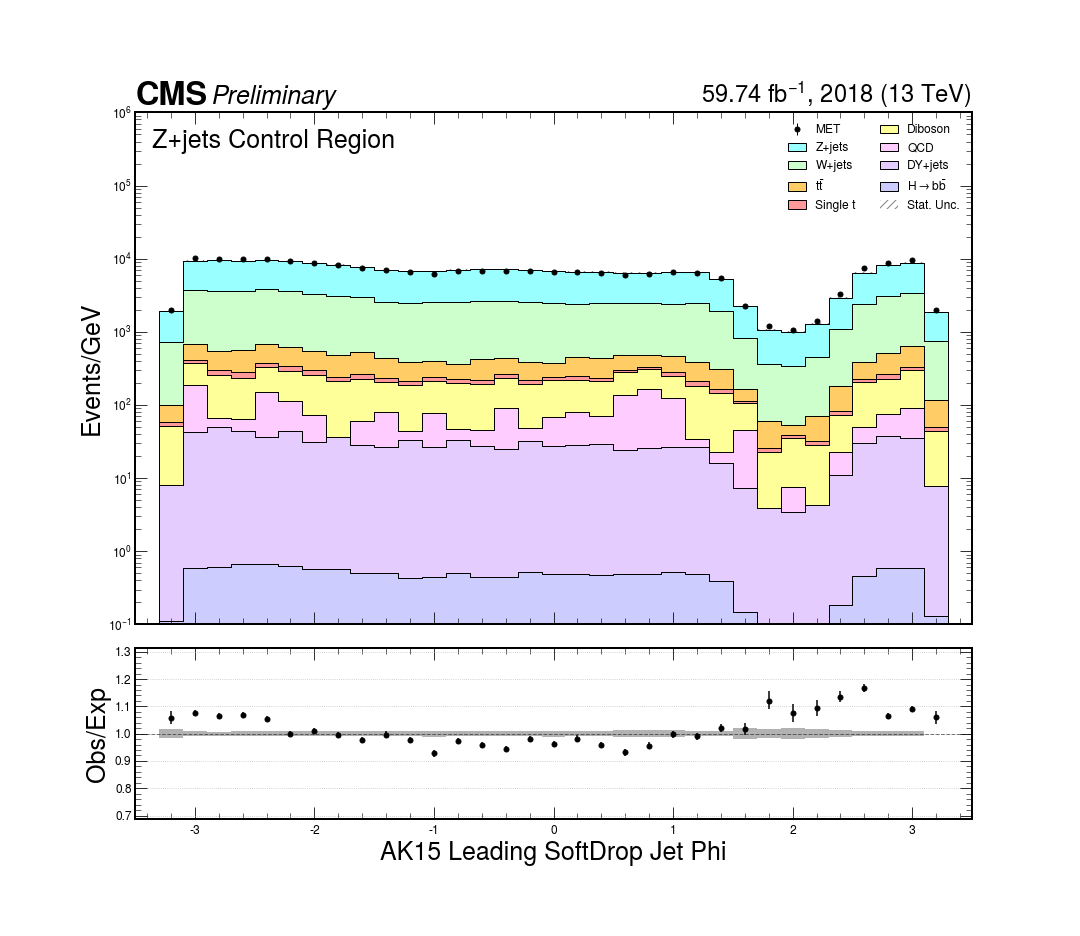 CMS Preliminary
59.74 fb⁻¹, 2018 (13 TeV)
Z+jets Control Region
MET
Z+jets
W+jets
tt̄
Single t
Diboson
QCD
DY+jets
H→bb̄
Stat. Unc.
Events/GeV
10⁶
10⁵
10⁴
10³
10²
10¹
10⁰
10⁻¹
Obs/Exp
1.3
1.2
1.1
1.0
0.9
0.8
0.7
-3 -2 -1 0 1 2 3
AK15 Leading SoftDrop Jet Phi